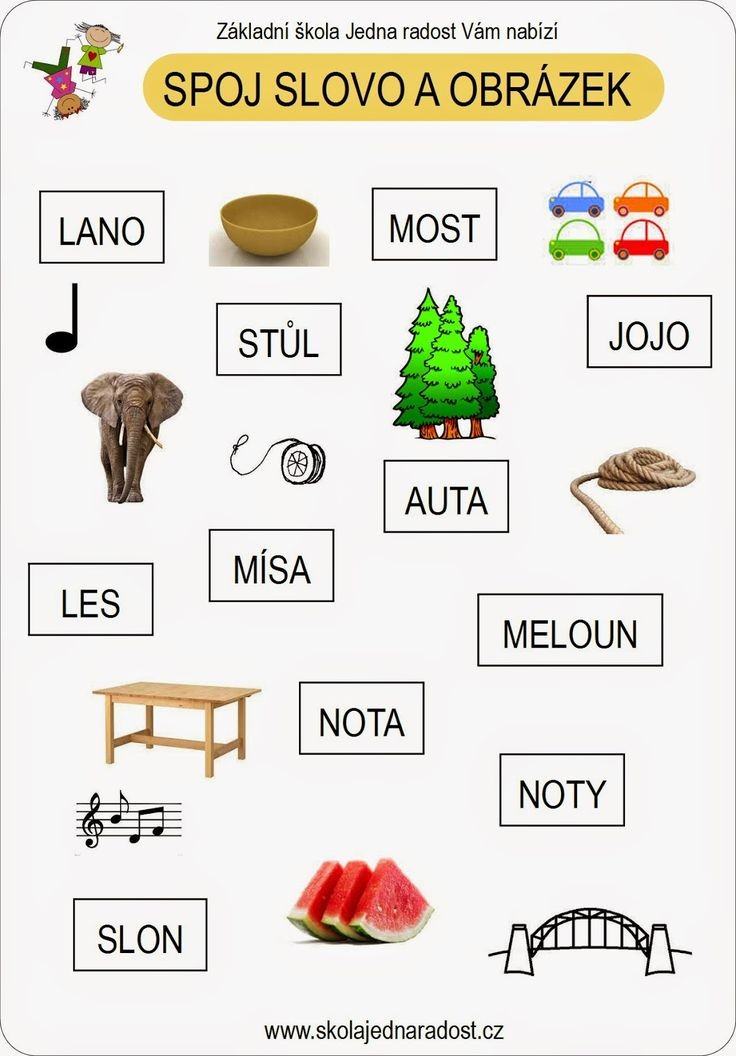 Základní škola Jedna radost Vám nabízí
SPOJ SLOVO A OBRÁZEK
LANO
MOST
STŮL
JOJO
AUTA
MÍSA
LES
MELOUN
NOTA
NOTY
SLON
www.skolajednaradost.cz